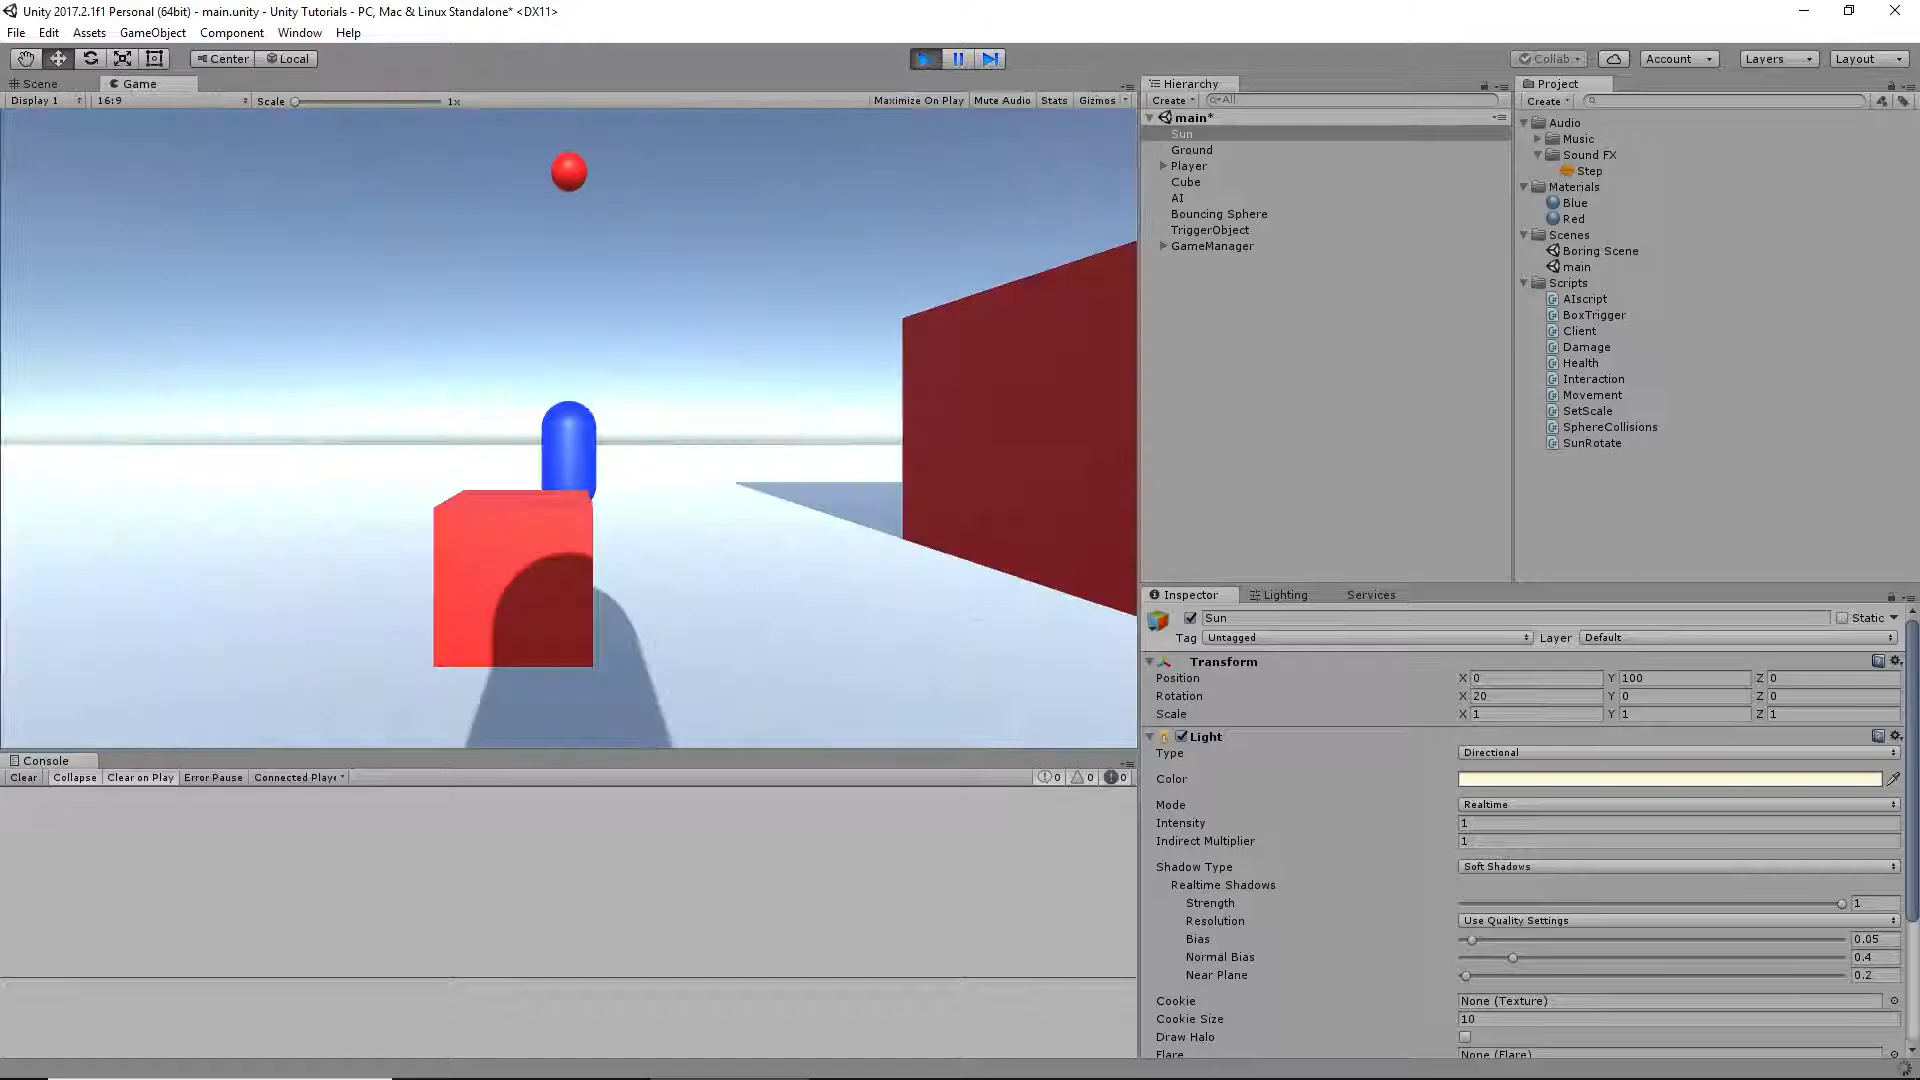 Unity 2017.2.1f1 Personal (64bit) - main.unity - Unity Tutorials - PC, Mac & Linux Standalone* <DX11>
File Edit Assets GameObject Component Window Help
Center Local
Collab Account Layers Layout
Scene Game
Display 1 16:9 Scale 1x Maximize On Play Mute Audio Stats Gizmos
Hierarchy
Create All
main*
Sun
Ground
Player
Cube
AI
Bouncing Sphere
TriggerObject
GameManager
Project
Create
Audio
Music
Sound FX
Step
Materials
Blue
Red
Scenes
Boring Scene
main
Scripts
AIscript
BoxTrigger
Client
Damage
Health
Interaction
Movement
SetScale
SphereCollisions
SunRotate
Inspector Lighting Services
Sun Static
Tag Untagged Layer Default
Transform
Position X 0 Y 100 Z 0
Rotation X 20 Y 0 Z 0
Scale X 1 Y 1 Z 1
Light
Type Directional
Color
Mode Realtime
Intensity 1
Indirect Multiplier 1
Shadow Type Soft Shadows
Realtime Shadows
Strength 1
Resolution Use Quality Settings
Bias 0.05
Normal Bias 0.4
Near Plane 0.2
Cookie None (Texture)
Cookie Size 10
Draw Halo
Flare None (Flare)
Console
Clear Collapse Clear on Play Error Pause Connected Playe 0 0 0